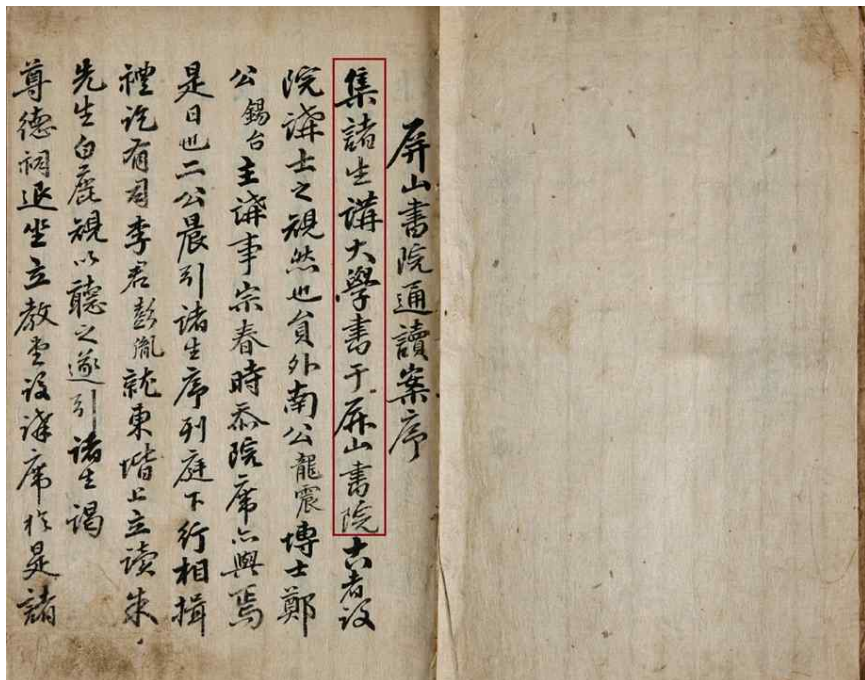 屏山書院通讀案序
集諸生講大學書于屏山書院古者設
院講士之規然也員外南公龍震博士鄭
公錫台主講事宗春時忝院席亦與焉
是日也二公晨引諸生序列庭下行相揖
禮訖有司李君彭胤就東階上立讀朱
先生白鹿規以聽之遂引諸生謁
尊德祠退坐立教堂設講席於是諸